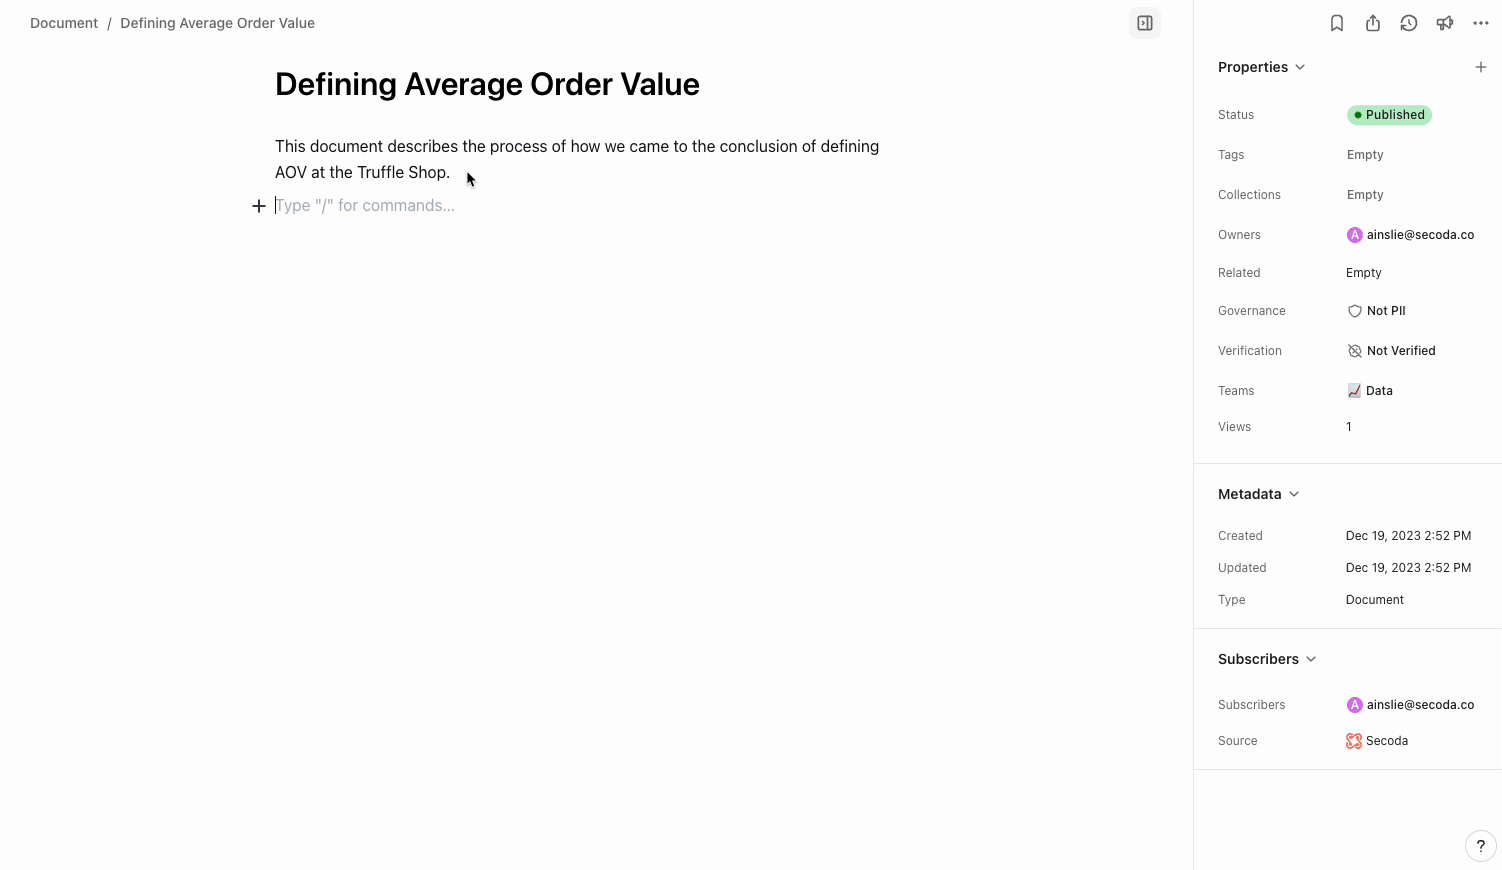 Document / Defining Average Order Value
Defining Average Order Value
This document describes the process of how we came to the conclusion of defining
AOV at the Truffle Shop.
Type "/" for commands...
Properties
Status Published
Tags Empty
Collections Empty
Owners A ainslie@secoda.co
Related Empty
Governance Not PII
Verification Not Verified
Teams Data
Views 1
Metadata
Created Dec 19, 2023 2:52 PM
Updated Dec 19, 2023 2:52 PM
Type Document
Subscribers
Subscribers A ainslie@secoda.co
Source Secoda
?